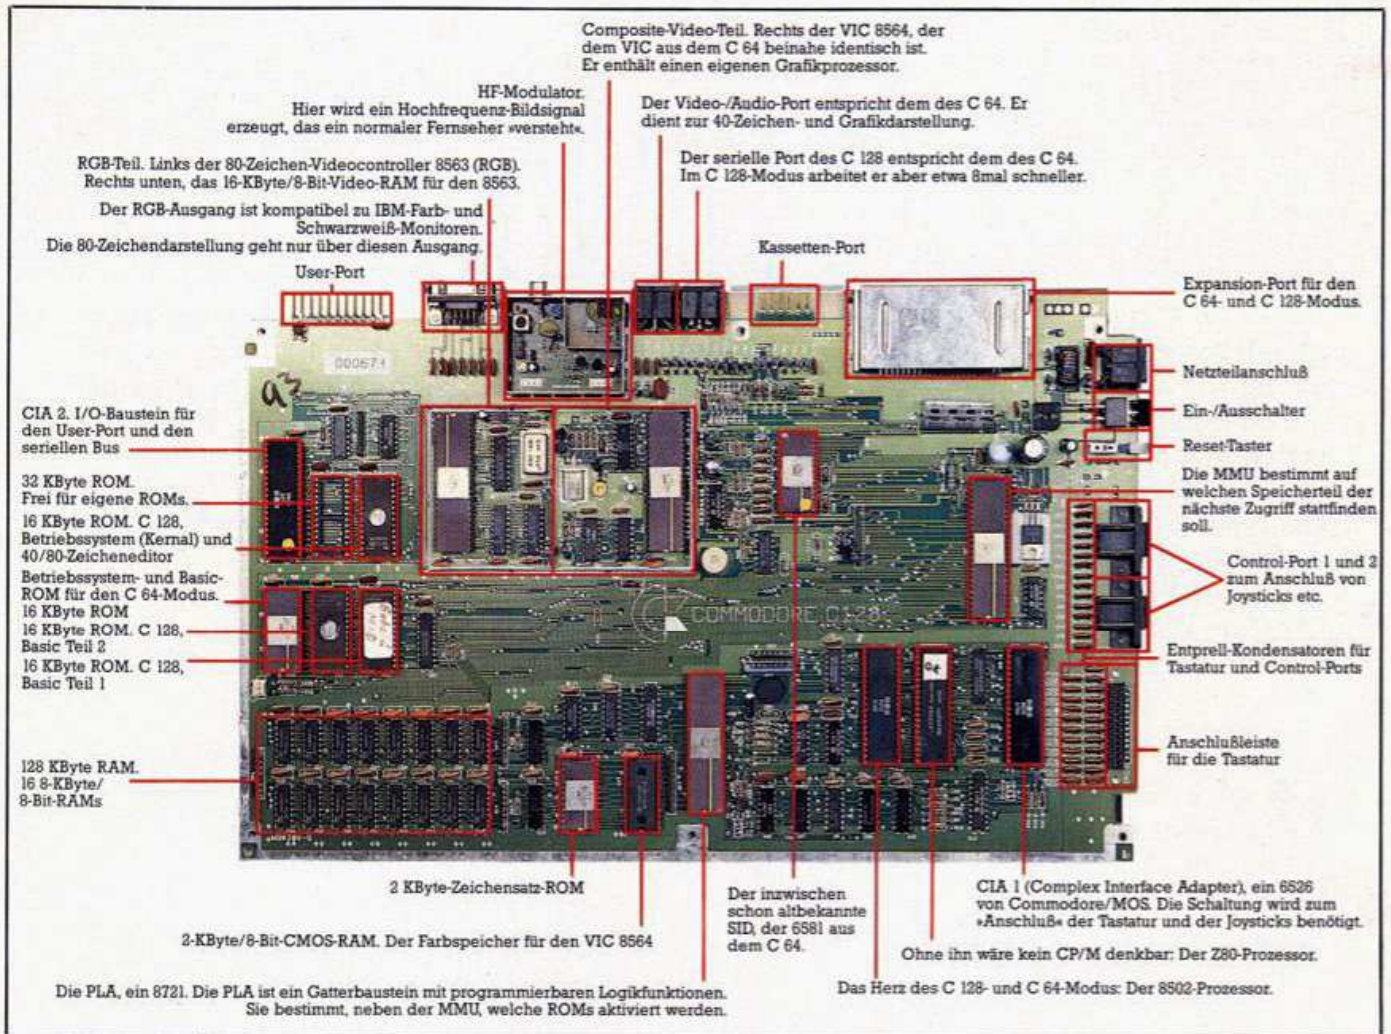 Composite-Video-Teil. Rechts der VIC 8564, der
dem VIC aus dem C 64 beinahe identisch ist.
Er enthält einen eigenen Grafikprozessor.
HF-Modulator.
Hier wird ein Hochfrequenz-Bildsignal
erzeugt, das ein normaler Fernseher »versteht«.
Der Video-/Audio-Port entspricht dem des C 64. Er
dient zur 40-Zeichen- und Grafikdarstellung.
RGB-Teil. Links der 80-Zeichen-Videocontroller 8563 (RGB).
Rechts unten, das 16-KByte/8-Bit-Video-RAM für den 8563.
Der serielle Port des C 128 entspricht dem des C 64.
Im C 128-Modus arbeitet er aber etwa 8mal schneller.
Der RGB-Ausgang ist kompatibel zu IBM-Farb- und
Schwarzweiß-Monitoren.
Die 80-Zeichendarstellung geht nur über diesen Ausgang.
Kassetten-Port
User-Port
Expansion-Port für den
C 64- und C 128-Modus.
000673
a3
Netzteilanschluß
Ein-/Ausschalter
Reset-Taster
CIA 2. I/O-Baustein für
den User-Port und den
seriellen Bus
32 KByte ROM.
Frei für eigene ROMs.
16 KByte ROM. C 128,
Betriebssystem (Kernal) und
40/80-Zeicheneditor
Die MMU bestimmt auf
welchen Speicherteil der
nächste Zugriff stattfinden
soll.
Control-Port 1 und 2
zum Anschluß von
Joysticks etc.
Betriebssystem- und Basic-
ROM für den C 64-Modus.
16 KByte ROM
16 KByte ROM. C 128,
Basic Teil 2
16 KByte ROM. C 128,
Basic Teil 1
COMMODORE C128
Entprell-Kondensatoren für
Tastatur und Control-Ports
128 KByte RAM.
16 8-KByte/
8-Bit-RAMs
Anschlußleiste
für die Tastatur
2 KByte-Zeichensatz-ROM
2-KByte/8-Bit-CMOS-RAM. Der Farbspeicher für den VIC 8564
Der inzwischen
schon altbekannte
SID, der 6581 aus
dem C 64.
CIA 1 (Complex Interface Adapter), ein 6526
von Commodore/MOS. Die Schaltung wird zum
»Anschluß« der Tastatur und der Joysticks benötigt.
Ohne ihn wäre kein CP/M denkbar: Der Z80-Prozessor.
Das Herz des C 128- und C 64-Modus: Der 8502-Prozessor.
Die PLA, ein 8721. Die PLA ist ein Gatterbaustein mit programmierbaren Logikfunktionen.
Sie bestimmt, neben der MMU, welche ROMs aktiviert werden.